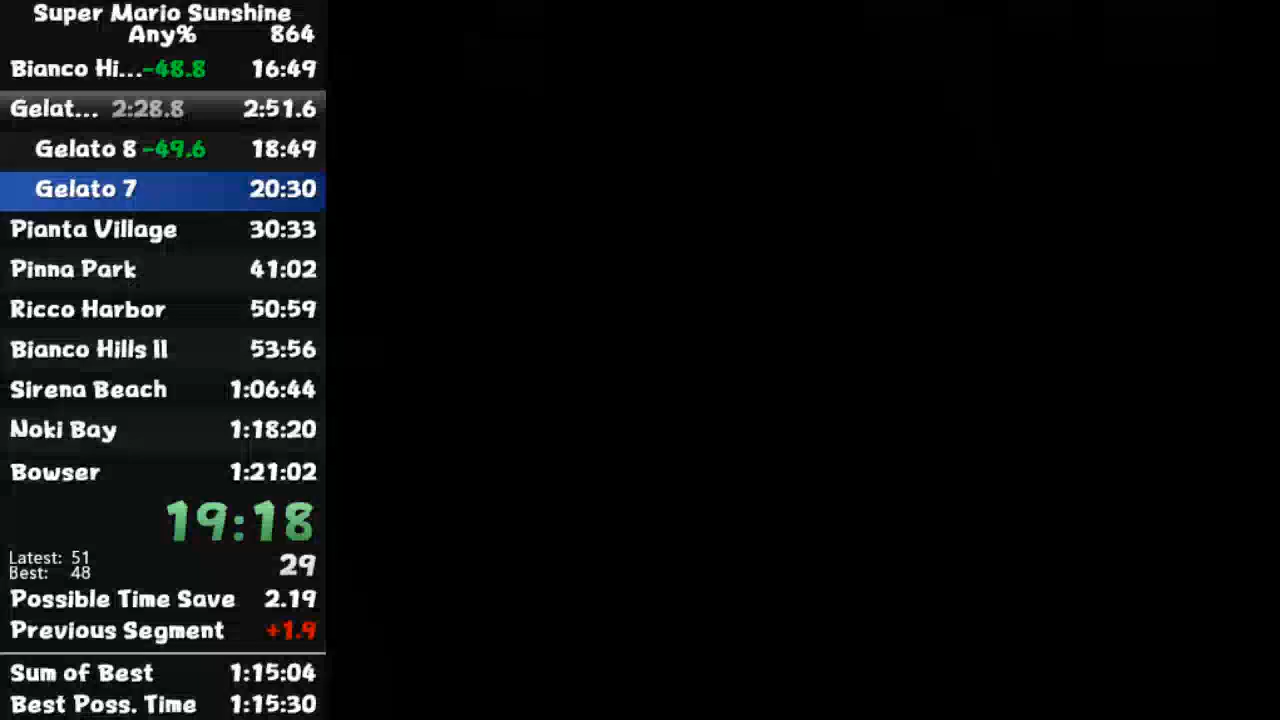 Super Mario Sunshine
Any% 864
Bianco Hi...-48.8 16:49
Gelat... 2:28.8 2:51.6
Gelato 8 -49.6 18:49
Gelato 7 20:30
Pianta Village 30:33
Pinna Park 41:02
Ricco Harbor 50:59
Bianco Hills II 53:56
Sirena Beach 1:06:44
Noki Bay 1:18:20
Bowser 1:21:02
19:18
Latest: 51
Best: 48
29
Possible Time Save 2.19
Previous Segment +1.9
Sum of Best 1:15:04
Best Poss. Time 1:15:30